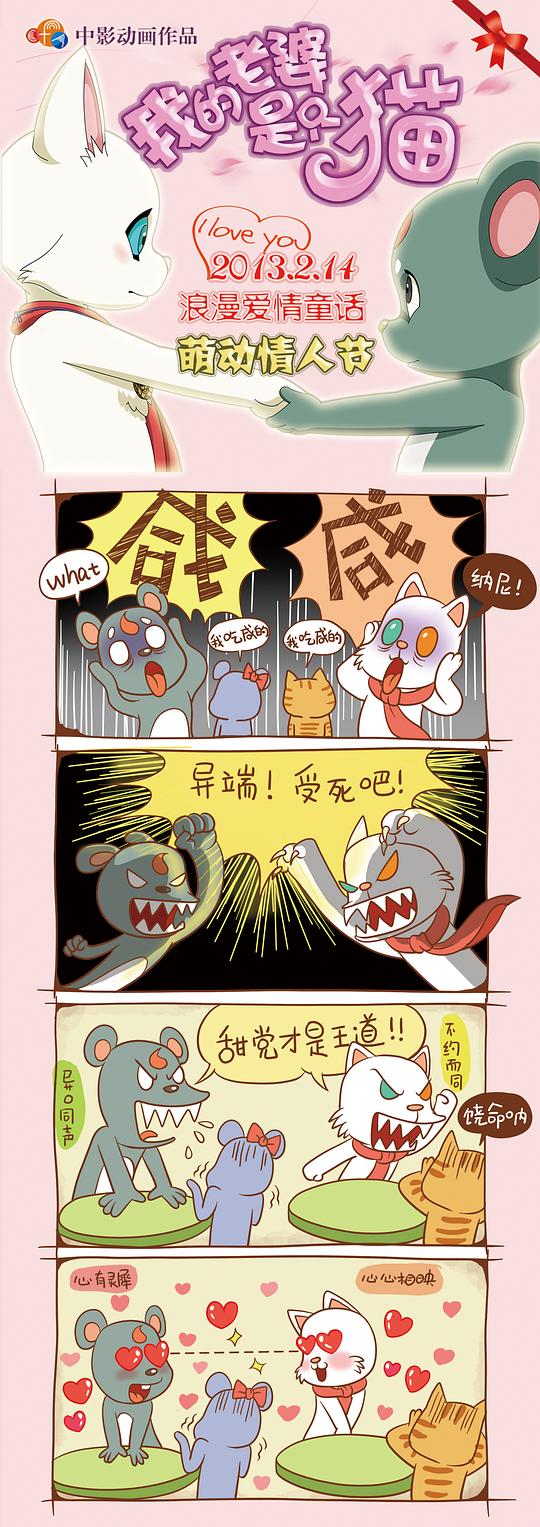 中影动画作品
我的老婆是个猫
I love you
2013.2.14
浪漫爱情童话
萌动情人节
咸
咸
what
纳尼！
我吃咸的
我吃咸的
异端！受死吧！
甜党才是王道！！
不约而同
异口同声
饶命呐
心有灵犀
心心相映